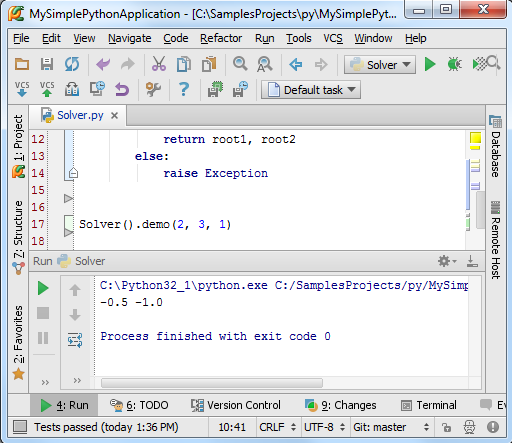 MySimplePythonApplication - [C:\SamplesProjects\py\MySimplePyt...
File Edit View Navigate Code Refactor Run Tools VCS Window Help
Solver
VCS VCS Default task
1: Project
Z: Structure
2: Favorites
Solver.py
12 return root1, root2
13 else:
14 raise Exception
15
16
17 Solver().demo(2, 3, 1)
18
Database
Remote Host
Run Solver
C:\Python32_1\python.exe C:/SamplesProjects/py/MySimp
-0.5 -1.0
Process finished with exit code 0
4: Run 6: TODO Version Control 9: Changes Terminal Ev
Tests passed (today 1:36 PM) 10:41 CRLF UTF-8 Git: master